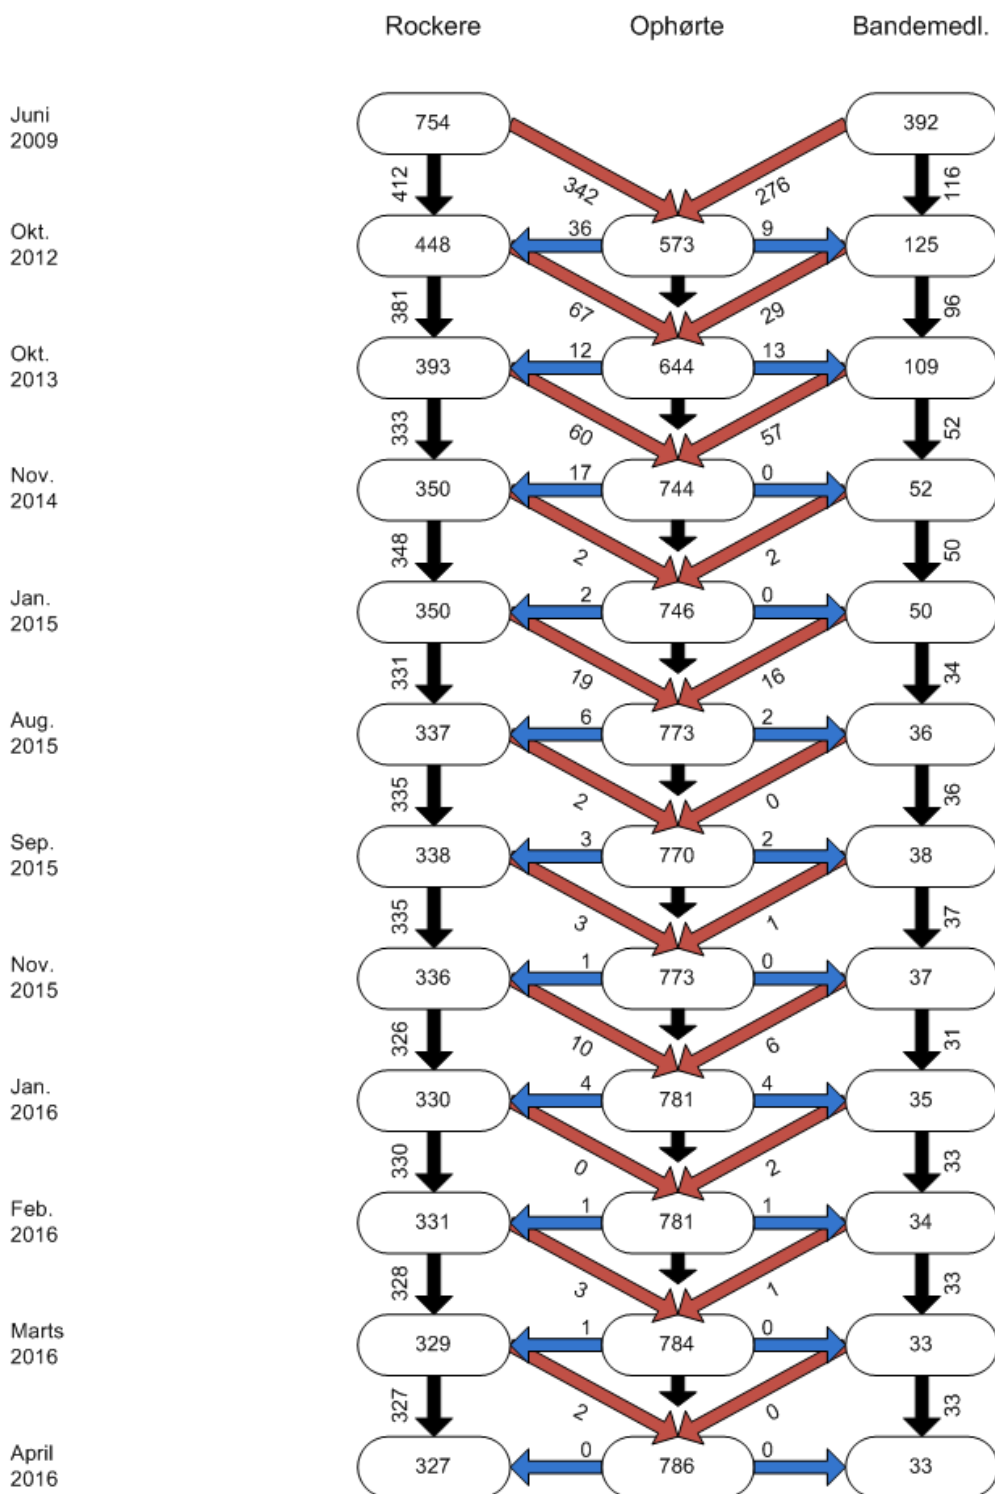 Rockere Ophørte Bandemedl.
Juni
2009
754 392
412 342 276 116
Okt.
2012
448 36 573 9 125
381 67 29 96
Okt.
2013
393 12 644 13 109
333 60 57 52
Nov.
2014
350 17 744 0 52
348 2 2 50
Jan.
2015
350 2 746 0 50
331 19 16 34
Aug.
2015
337 6 773 2 36
335 2 0 36
Sep.
2015
338 3 770 2 38
335 3 1 37
Nov.
2015
336 1 773 0 37
326 10 6 31
Jan.
2016
330 4 781 4 35
330 0 2 33
Feb.
2016
331 1 781 1 34
328 3 1 33
Marts
2016
329 1 784 0 33
327 2 0 33
April
2016
327 0 786 0 33